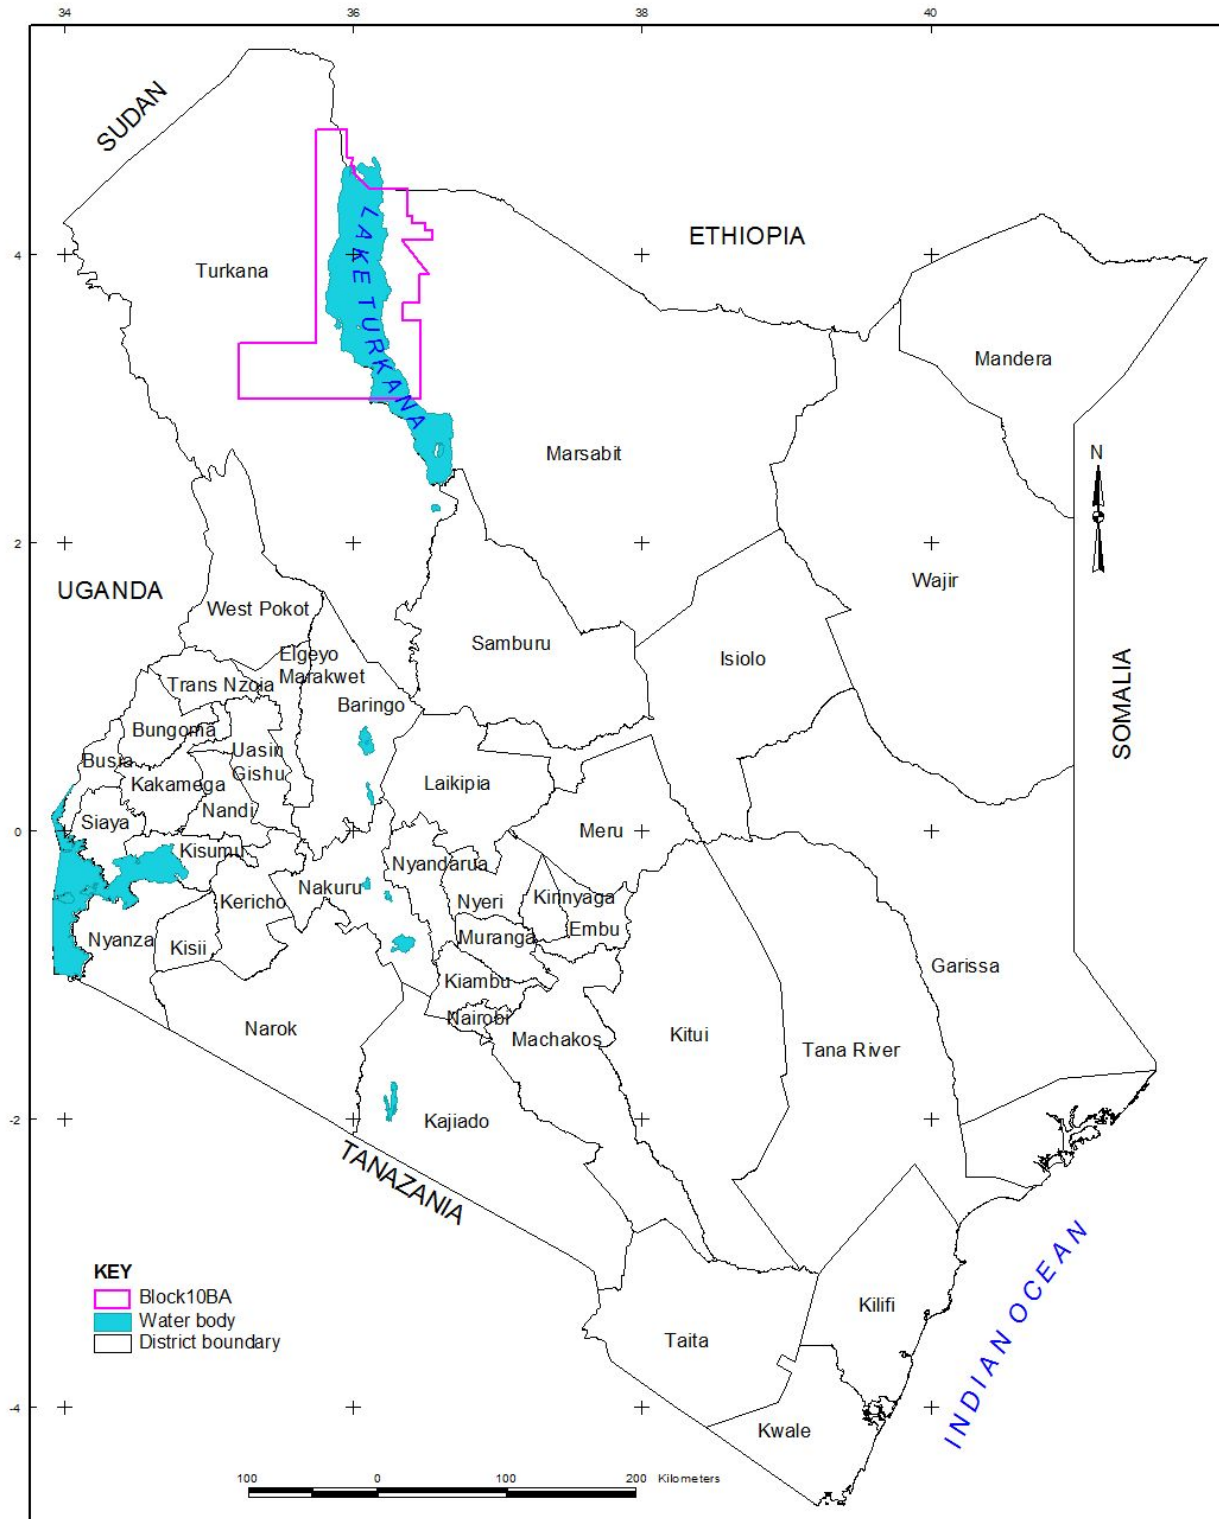 34 36 38 40
SUDAN
ETHIOPIA
4
LAKE TURKANA
Turkana
Mandera
Marsabit
N
2
UGANDA
Wajir
West Pokot
Samburu
Isiolo
SOMALIA
Elgeyo
Marakwet
Trans Nzoia
Baringo
Bungoma
Uasin
Gishu
Busia
Kakamega
Laikipia
Nandi
Siaya
0
Meru
Kisumu
Nyandarua
Nakuru
Kericho
Nyeri
Kirinyaga
Embu
Nyanza
Kisii
Muranga
Garissa
Kiambu
Nairobi
Narok
Machakos
Kitui
Tana River
-2
Kajiado
TANAZANIA
INDIAN OCEAN
KEY
Block10BA
Water body
District boundary
Kilifi
Taita
-4
Kwale
100 0 100 200 Kilometers